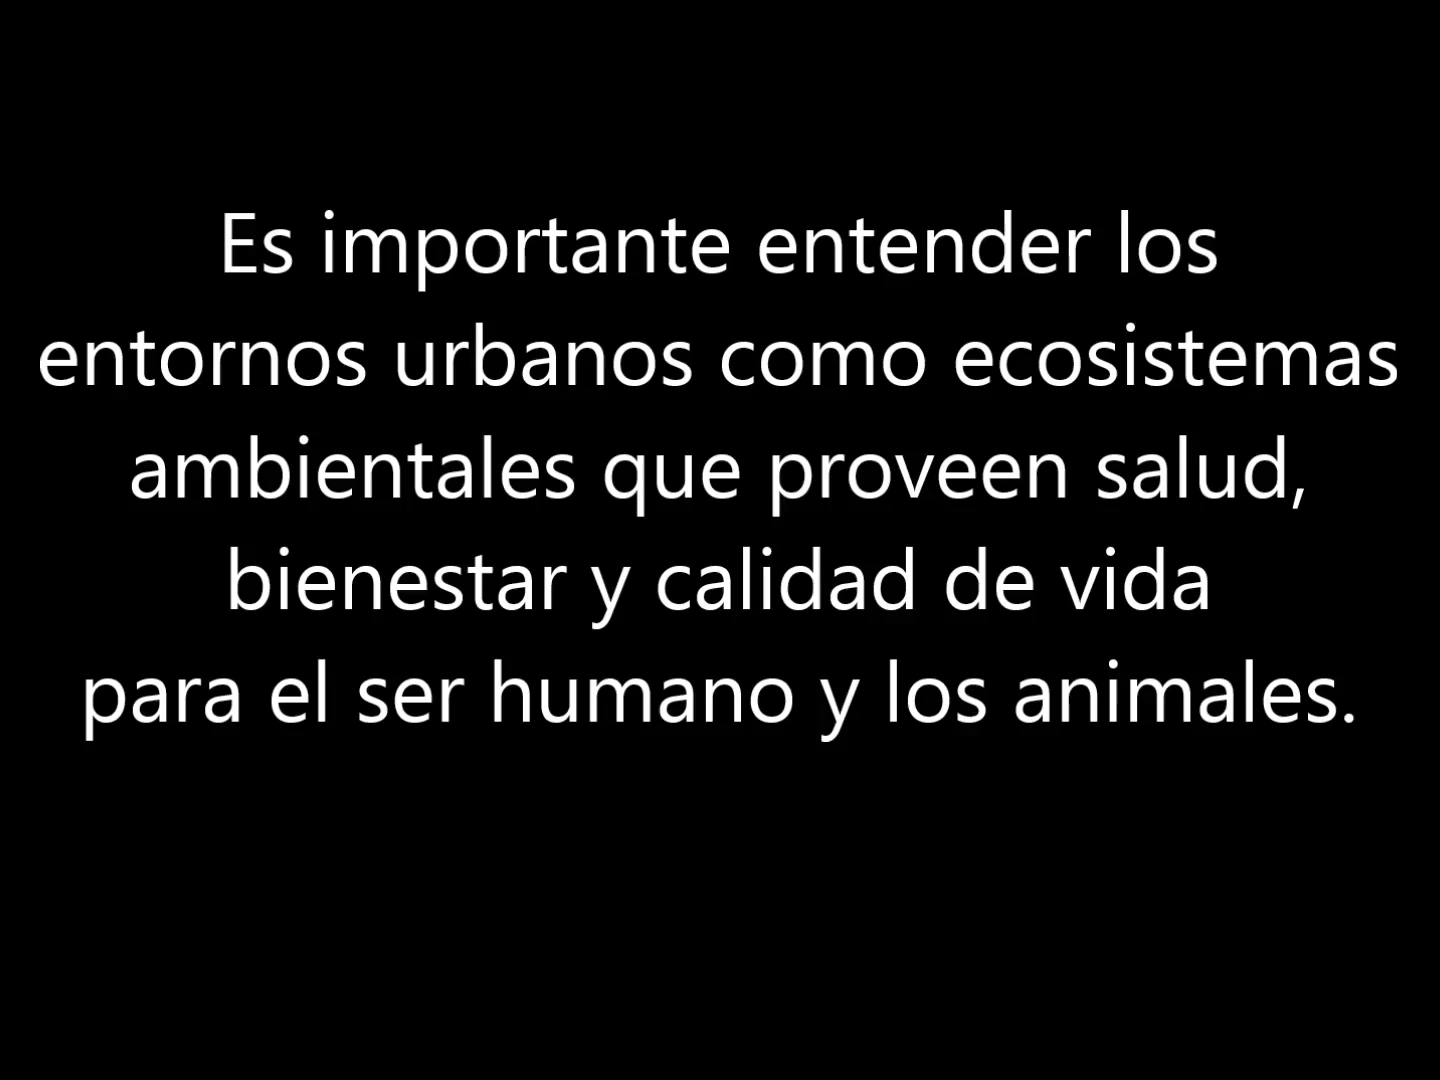 Es importante entender los
entornos urbanos como ecosistemas
ambientales que proveen salud,
bienestar y calidad de vida
para el ser humano y los animales.